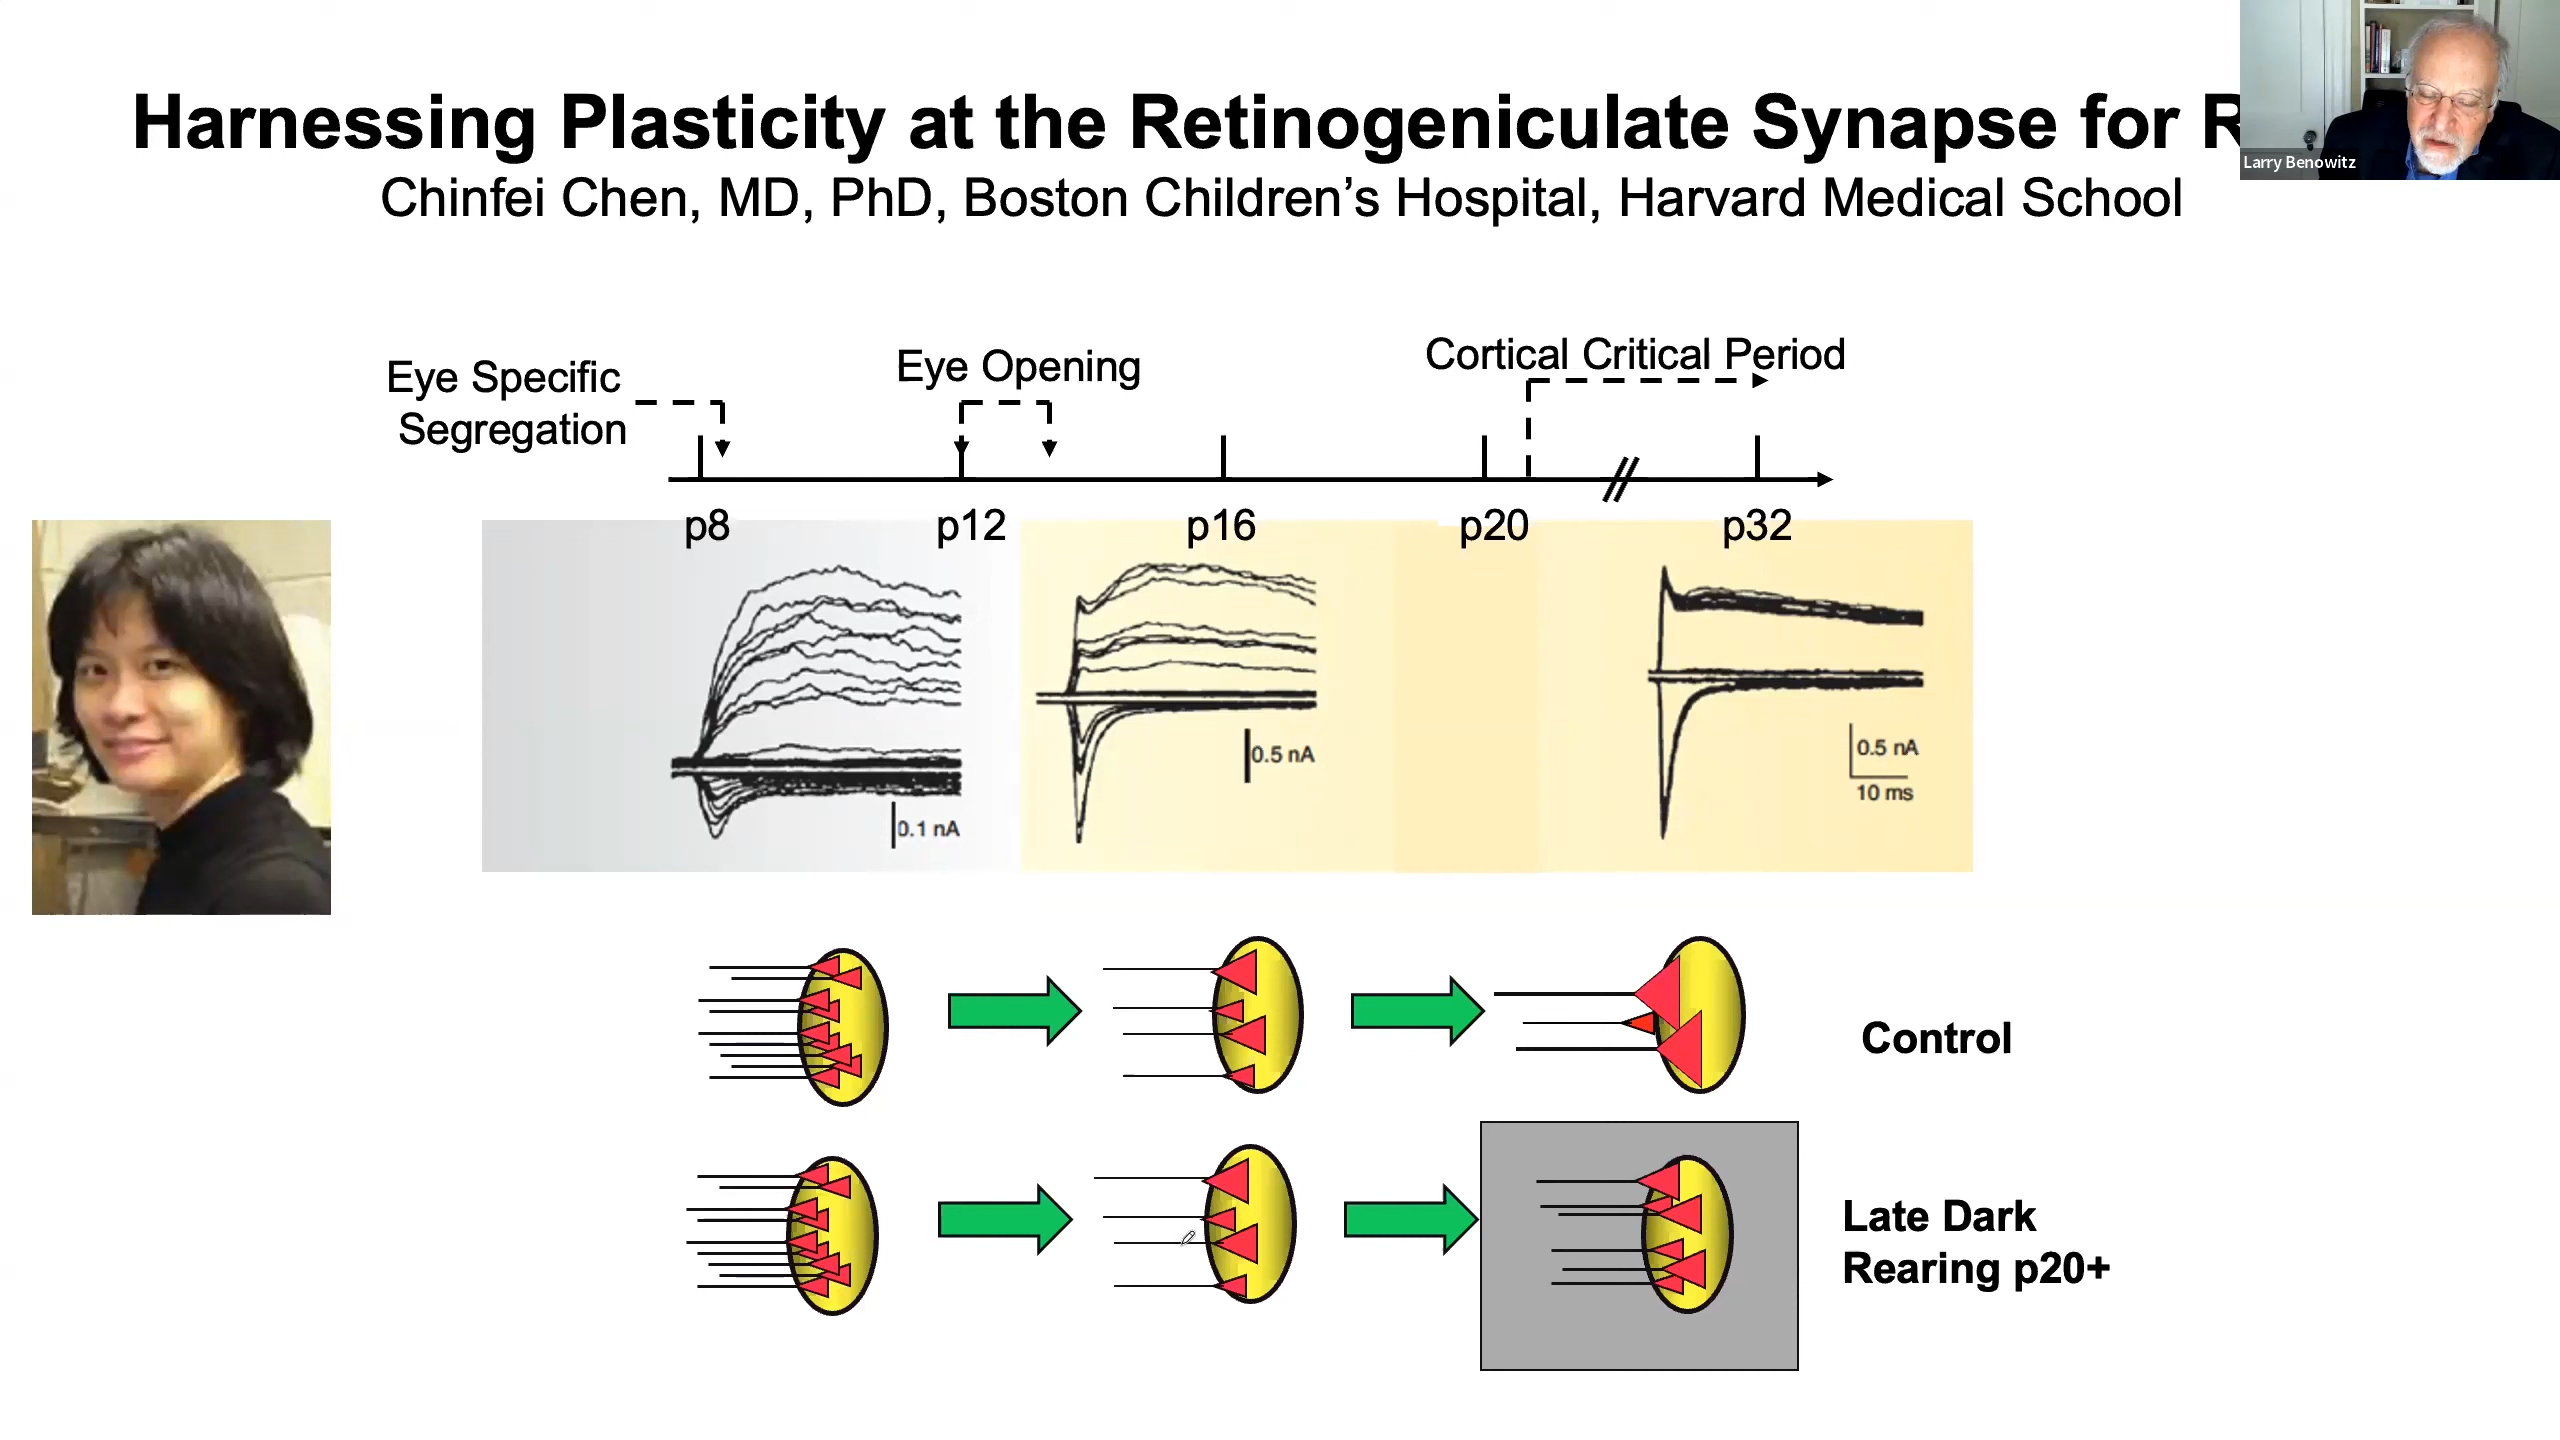 Harnessing Plasticity at the Retinogeniculate Synapse for R
Larry Benowitz
Chinfei Chen, MD, PhD, Boston Children’s Hospital, Harvard Medical School
Eye Specific
Segregation
Eye Opening
Cortical Critical Period
p8 p12 p16 p20 p32
0.1 nA
0.5 nA
0.5 nA
10 ms
Control
Late Dark
Rearing p20+